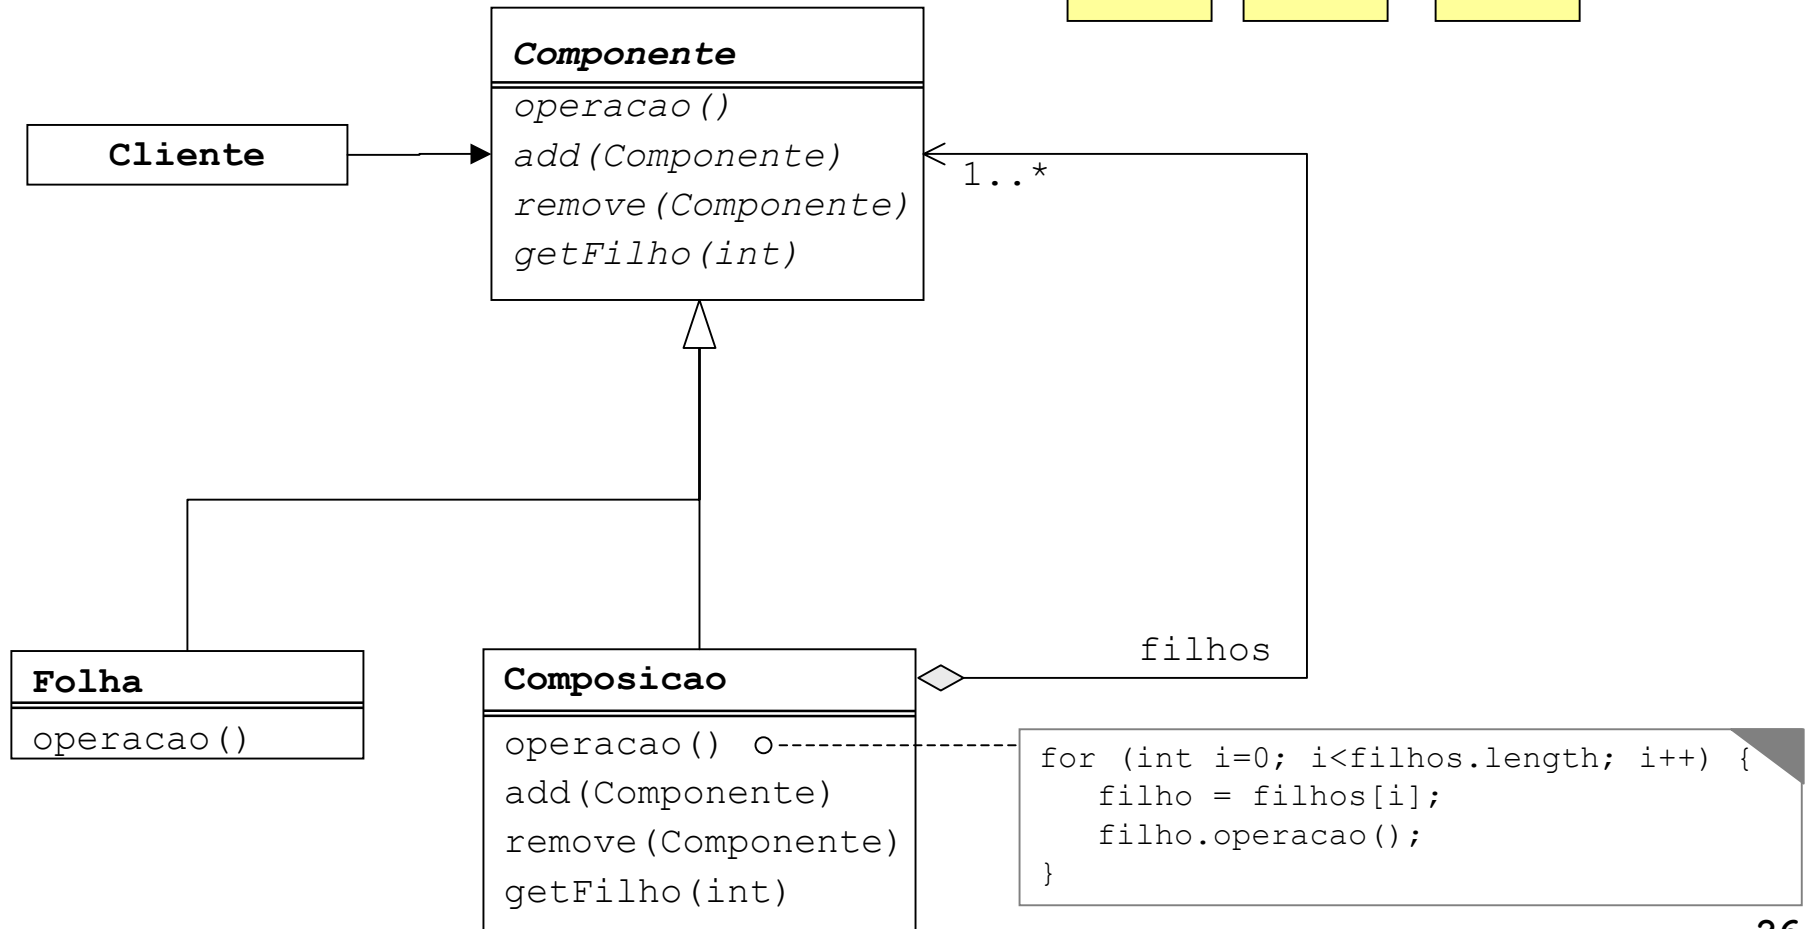 Componente
operacao()
add(Componente)
remove(Componente)
getFilho(int)
Cliente
1..*
filhos
Folha
operacao()
Composicao
operacao()
add(Componente)
remove(Componente)
getFilho(int)
for (int i=0; i<filhos.length; i++) {
filho = filhos[i];
filho.operacao();
}